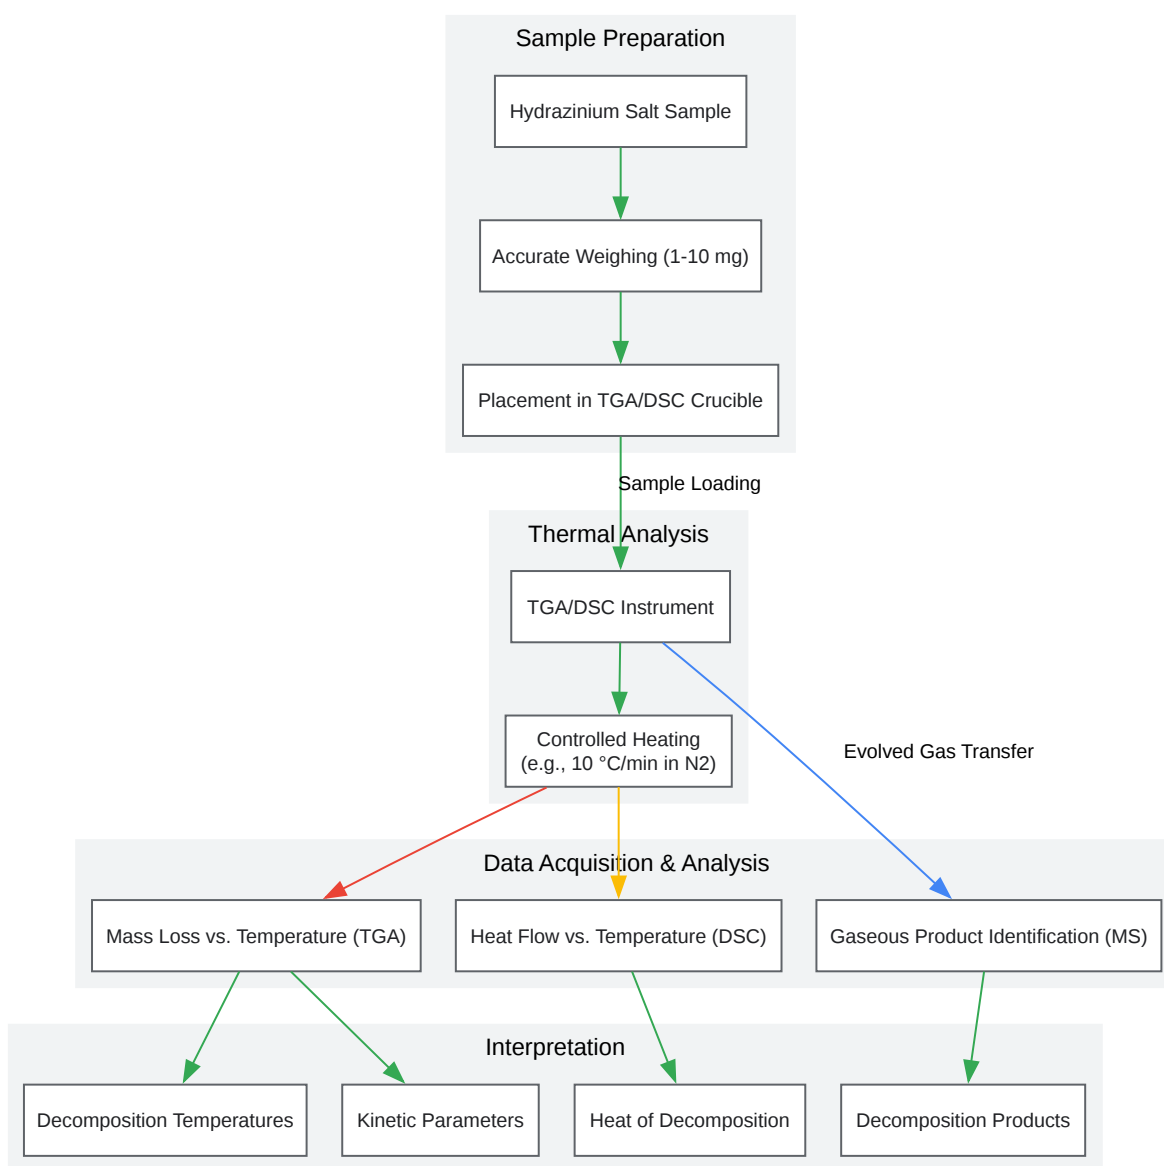 Sample Preparation
Hydrazinium Salt Sample
Accurate Weighing (1-10 mg)
Placement in TGA/DSC Crucible
Sample Loading
Thermal Analysis
TGA/DSC Instrument
Controlled Heating
(e.g., 10 °C/min in N2)
Evolved Gas Transfer
Data Acquisition & Analysis
Mass Loss vs. Temperature (TGA)
Heat Flow vs. Temperature (DSC)
Gaseous Product Identification (MS)
Interpretation
Decomposition Temperatures
Kinetic Parameters
Heat of Decomposition
Decomposition Products